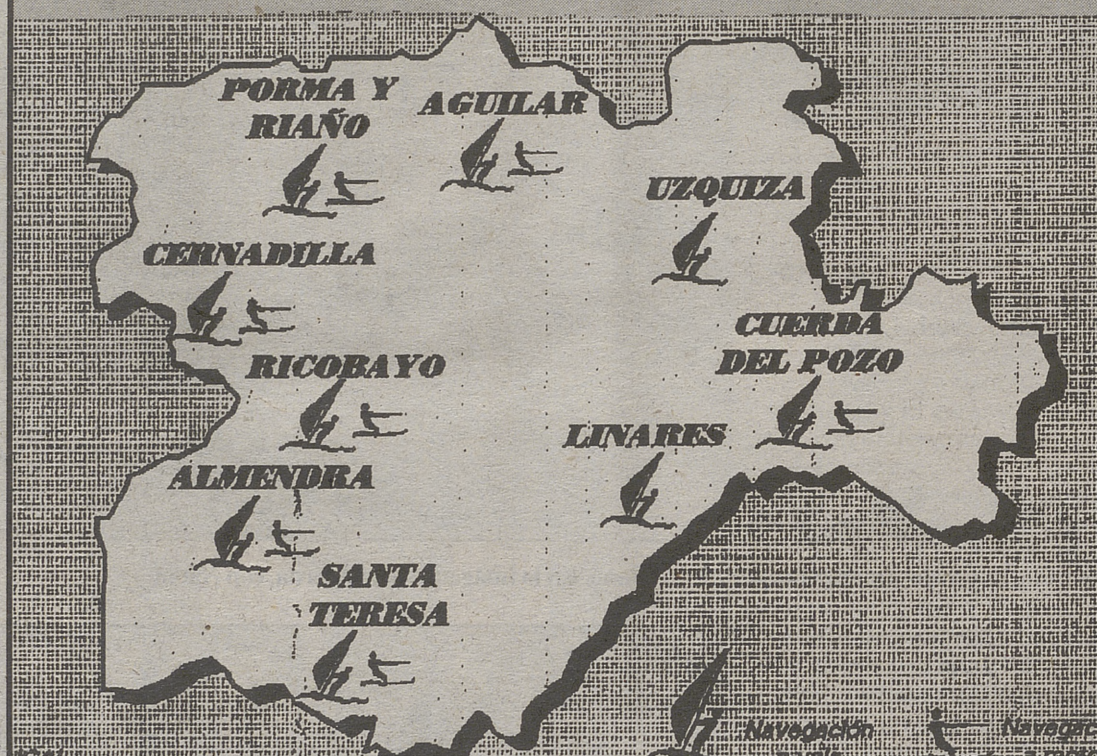 PORMA Y
RIAÑO
AGUILAR
UZQUIZA
CERNADILLA
CUERDA
DEL POZO
RICOBAYO
LINARES
ALMENDRA
SANTA
TERESA
Navegación